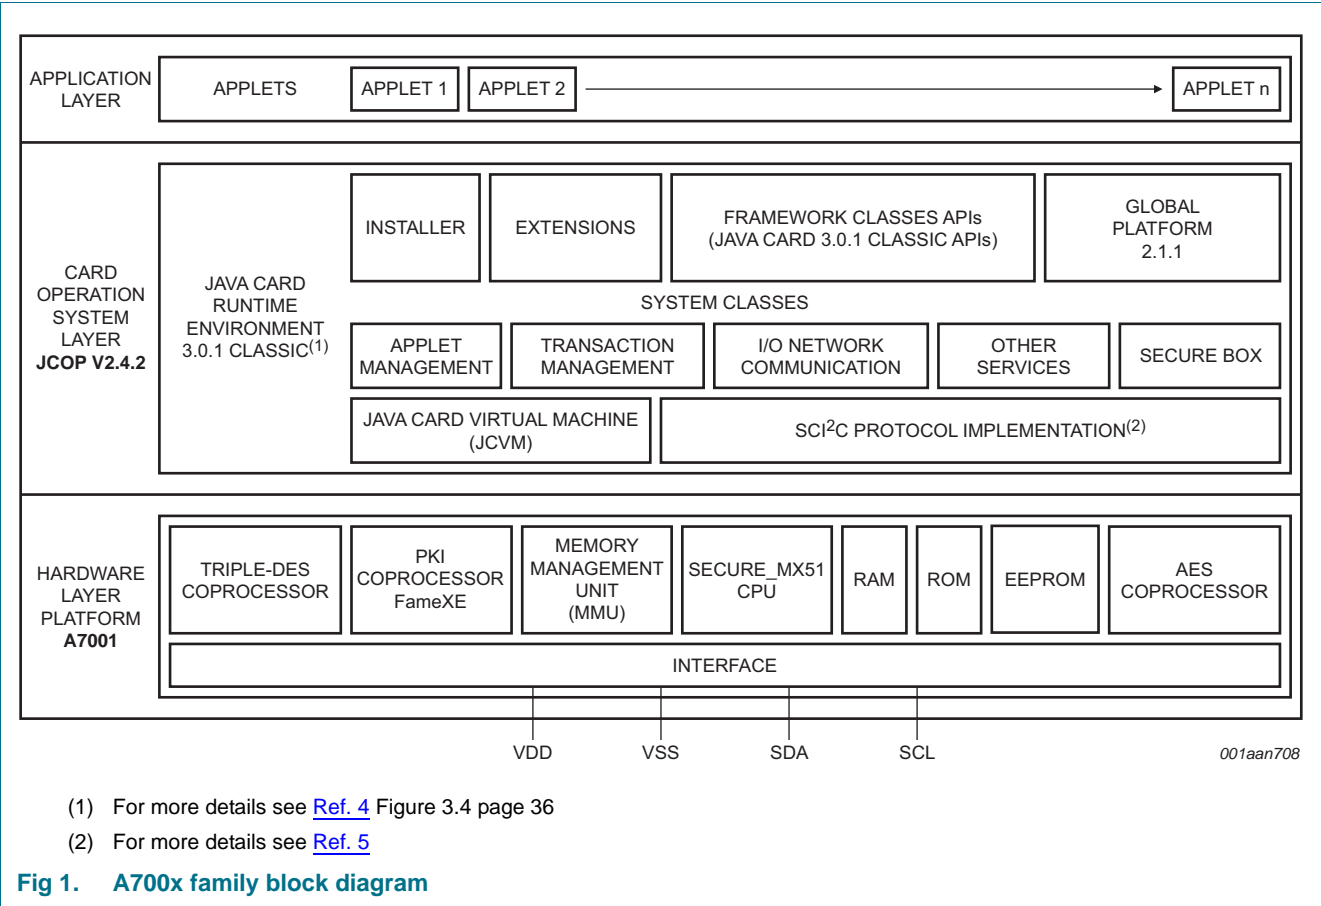 APPLICATION
LAYER
APPLETS
APPLET 1
APPLET 2
APPLET n
CARD
OPERATION
SYSTEM
LAYER
JCOP V2.4.2
JAVA CARD
RUNTIME
ENVIRONMENT
3.0.1 CLASSIC(1)
INSTALLER
EXTENSIONS
FRAMEWORK CLASSES APIs
(JAVA CARD 3.0.1 CLASSIC APIs)
GLOBAL
PLATFORM
2.1.1
SYSTEM CLASSES
APPLET
MANAGEMENT
TRANSACTION
MANAGEMENT
I/O NETWORK
COMMUNICATION
OTHER
SERVICES
SECURE BOX
JAVA CARD VIRTUAL MACHINE
(JCVM)
SCI2C PROTOCOL IMPLEMENTATION(2)
HARDWARE
LAYER
PLATFORM
A7001
TRIPLE-DES
COPROCESSOR
PKI
COPROCESSOR
FameXE
MEMORY
MANAGEMENT
UNIT
(MMU)
SECURE_MX51
CPU
RAM
ROM
EEPROM
AES
COPROCESSOR
INTERFACE
VDD
VSS
SDA
SCL
001aan708
(1) For more details see Ref. 4 Figure 3.4 page 36
(2) For more details see Ref. 5
Fig 1. A700x family block diagram